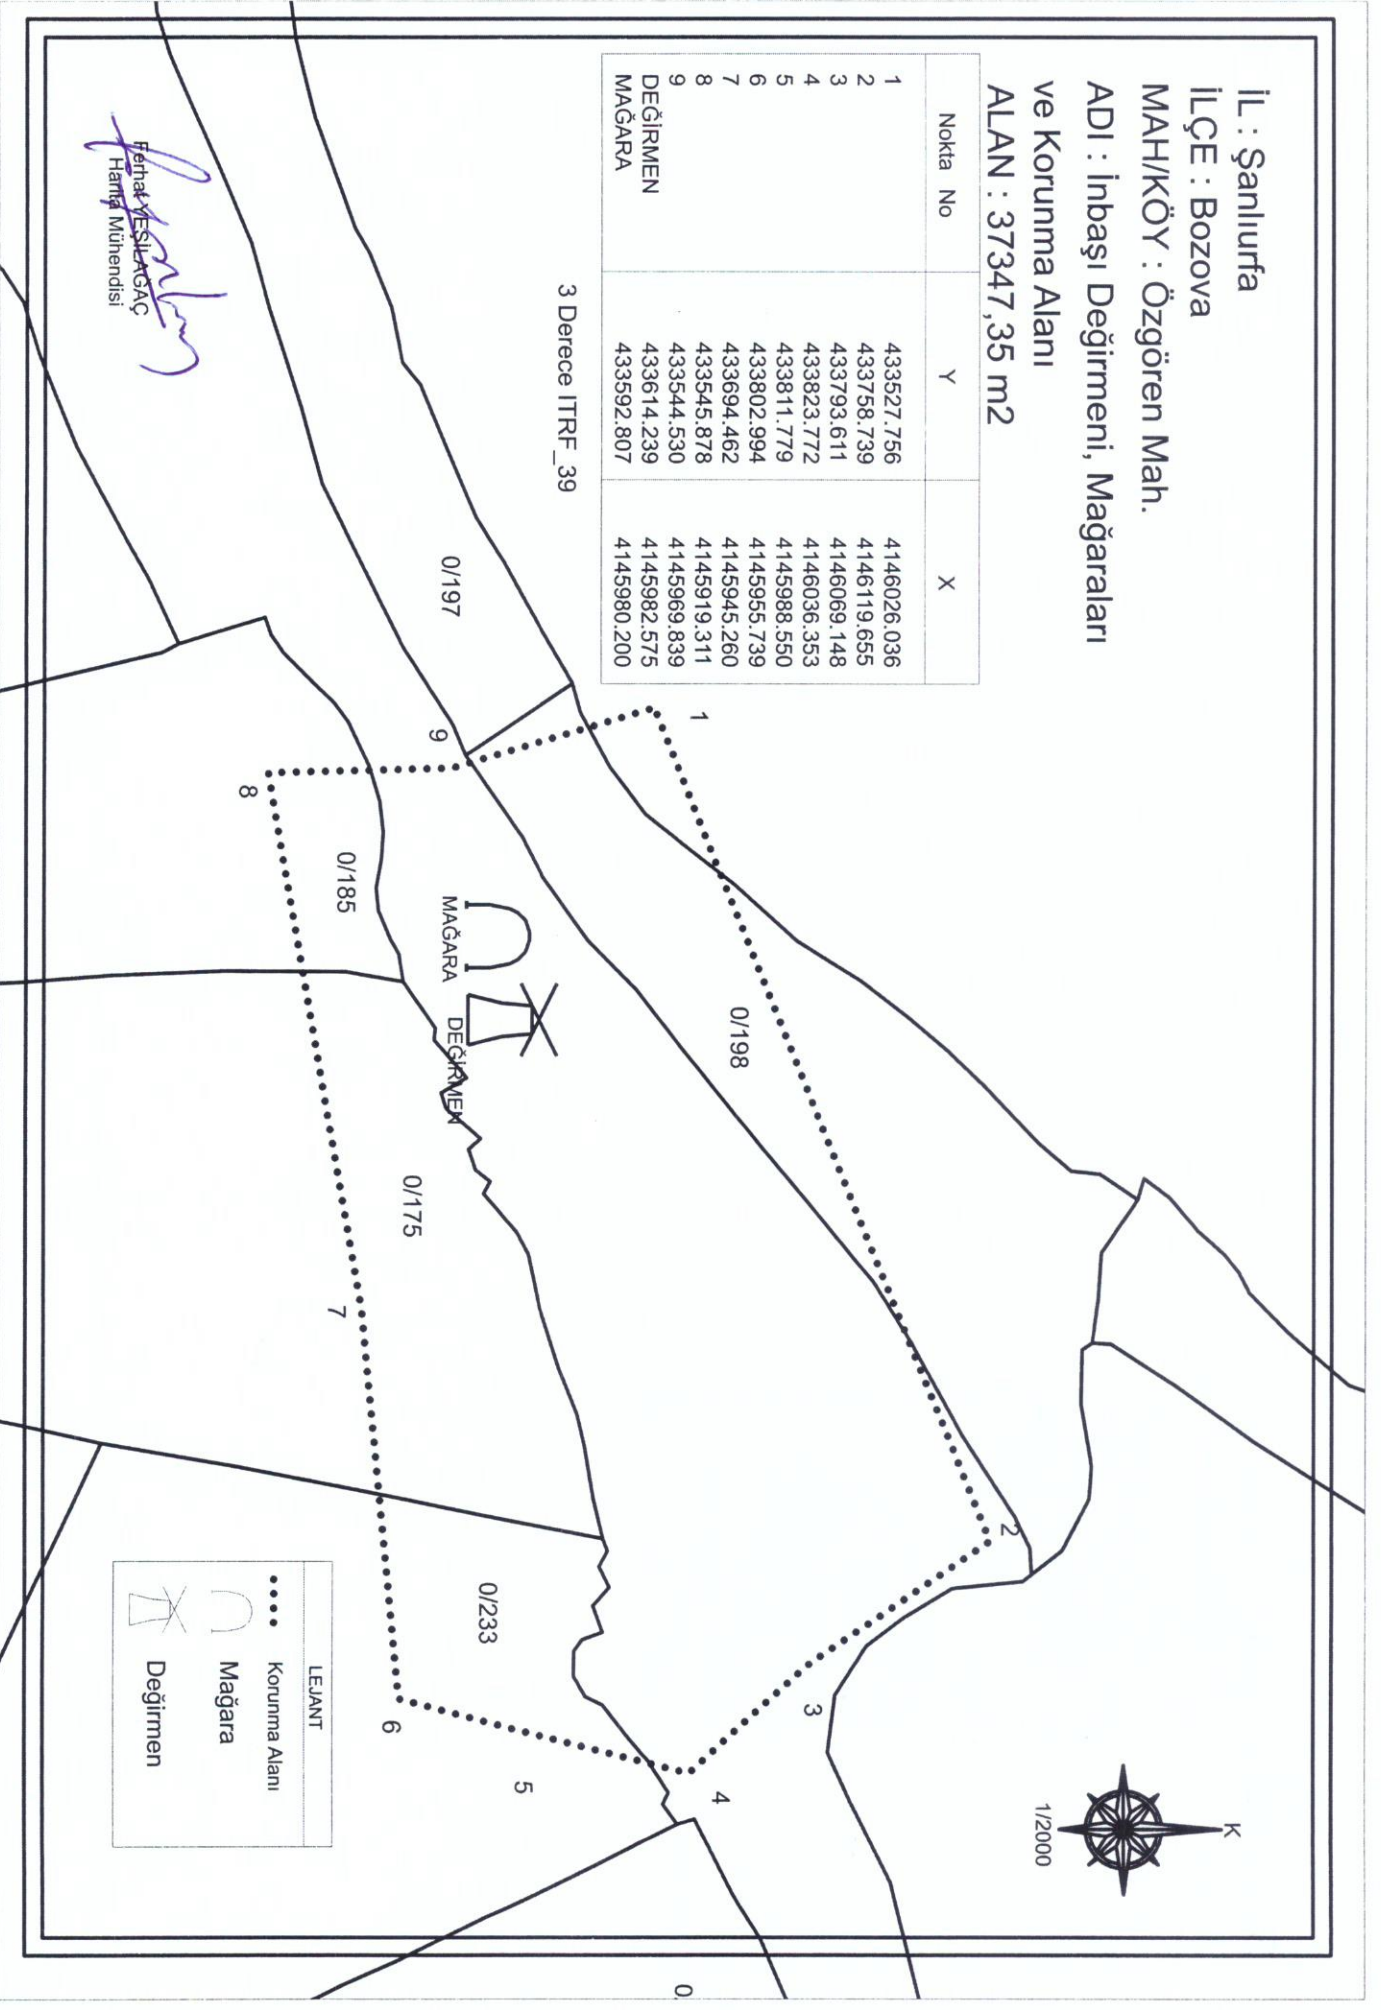 İL : Şanlıurfa
İLÇE : Bozova
MAH/KÖY : Özgören Mah.
ADI : İnbaşı Değirmeni, Mağaraları
ve Korunma Alanı
ALAN : 37347,35 m2
Nokta No Y X
1 433527.756 4146026.036
2 433758.739 4146119.655
3 433793.611 4146069.148
4 433823.772 4146036.353
5 433811.779 4145988.550
6 433802.994 4145955.739
7 433694.462 4145945.260
8 433545.878 4145919.311
9 433544.530 4145969.839
DEĞİRMEN 433614.239 4145982.575
MAĞARA 433592.807 4145980.200
3 Derece ITRF_39
K
1/2000
1
2
3
4
5
6
7
8
9
0/197
0/198
0/185
0/175
0/233
0
MAĞARA
DEĞİRMEN
LEJANT
Korunma Alanı
Mağara
Değirmen
Ferhat YEŞİLAĞAÇ
Harita Mühendisi